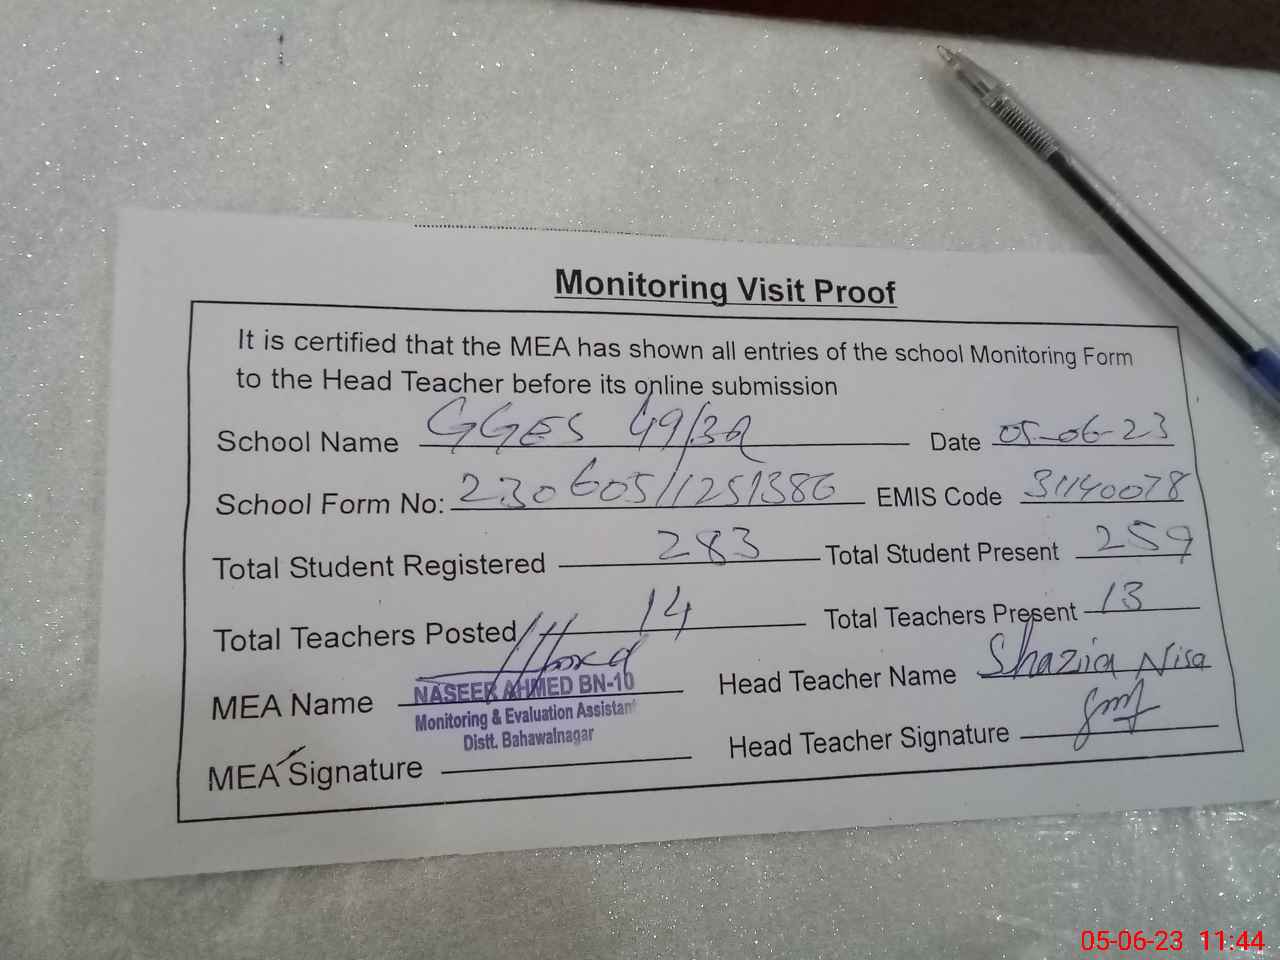 Monitoring Visit Proof
It is certified that the MEA has shown all entries of the school Monitoring Form
to the Head Teacher before its online submission
School Name GGES 49/3R Date 05-06-23
School Form No: 230605/1251386 EMIS Code 31140078
Total Student Registered 283 Total Student Present 259
Total Teachers Posted 14 Total Teachers Present 13
MEA Name NASEER AHMED BN-10 Head Teacher Name Shazia Nisa
Monitoring & Evaluation Assistant
Distt. Bahawalnagar
MEA Signature Head Teacher Signature
05-06-23 11:44